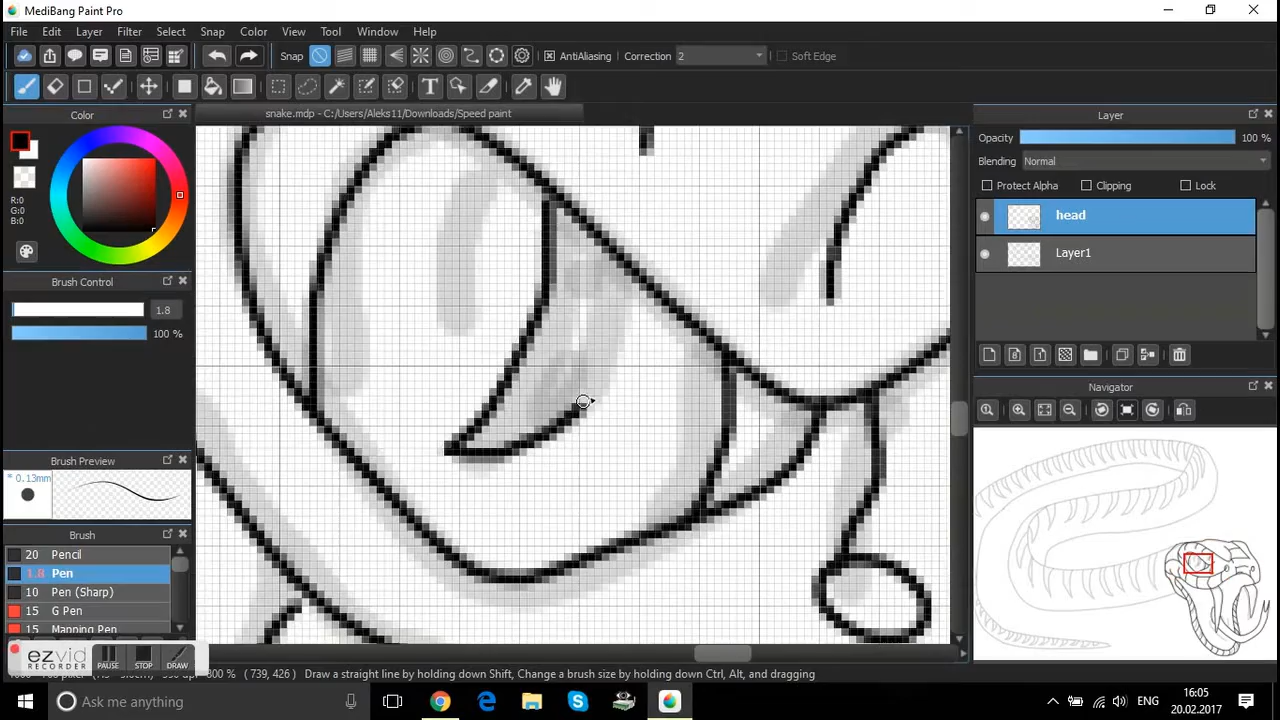 MediBang Paint Pro
File Edit Layer Filter Select Snap Color View Tool Window Help
Snap AntiAliasing Correction 2 Soft Edge
snake.mdp - C:/Users/Aleks11/Downloads/Speed paint
Color
R:0
G:0
B:0
Brush Control
1.8
100 %
Brush Preview
* 0.13mm
Brush
20 Pencil
1.8 Pen
10 Pen (Sharp)
15 G Pen
15 Mapping Pen
ezvid
RECORDER
PAUSE STOP DRAW
Layer
Opacity 100 %
Blending Normal
Protect Alpha Clipping Lock
head
Layer1
Navigator
( 739, 426 ) Draw a straight line by holding down Shift, Change a brush size by holding down Ctrl, Alt, and dragging
Ask me anything
ENG
16:05
20.02.2017